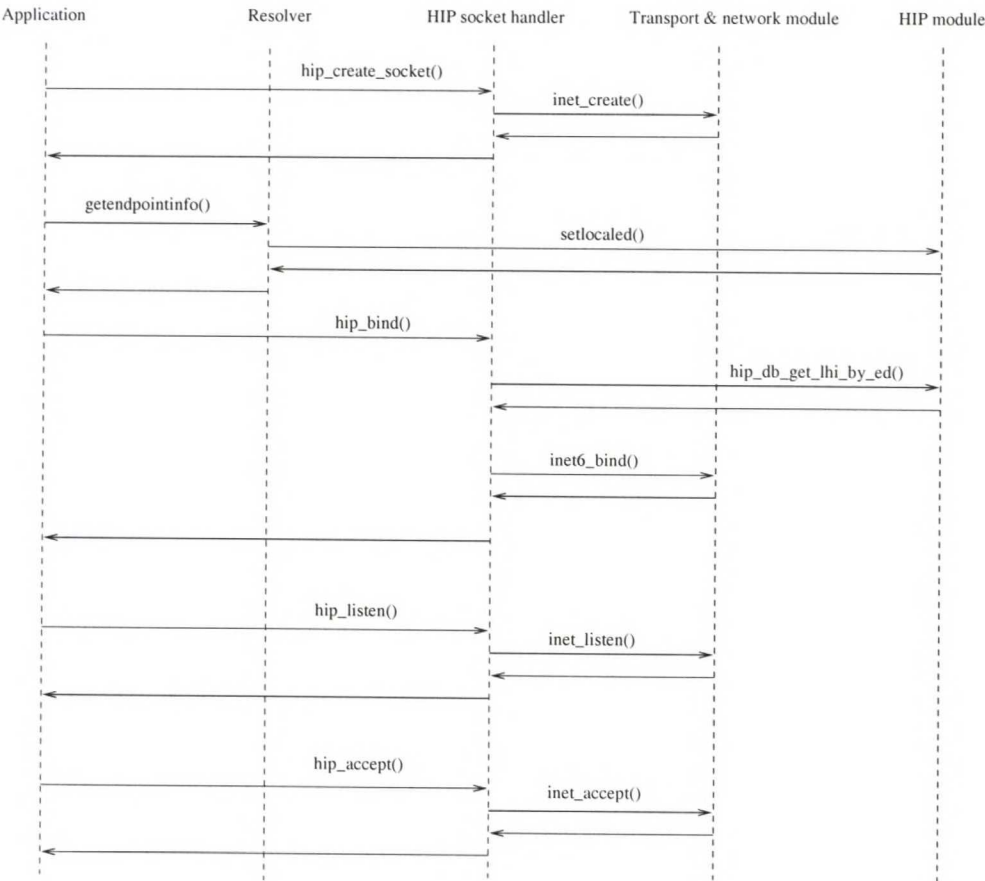 Application Resolver HIP socket handler Transport & network module HIP module
hip_create_socket()
inet_create()
getendpointinfo()
setlocaled()
hip_bind()
hip_db_get_lhi_by_ed()
inet6_bind()
hip_listen()
inet_listen()
hip_accept()
inet_accept()